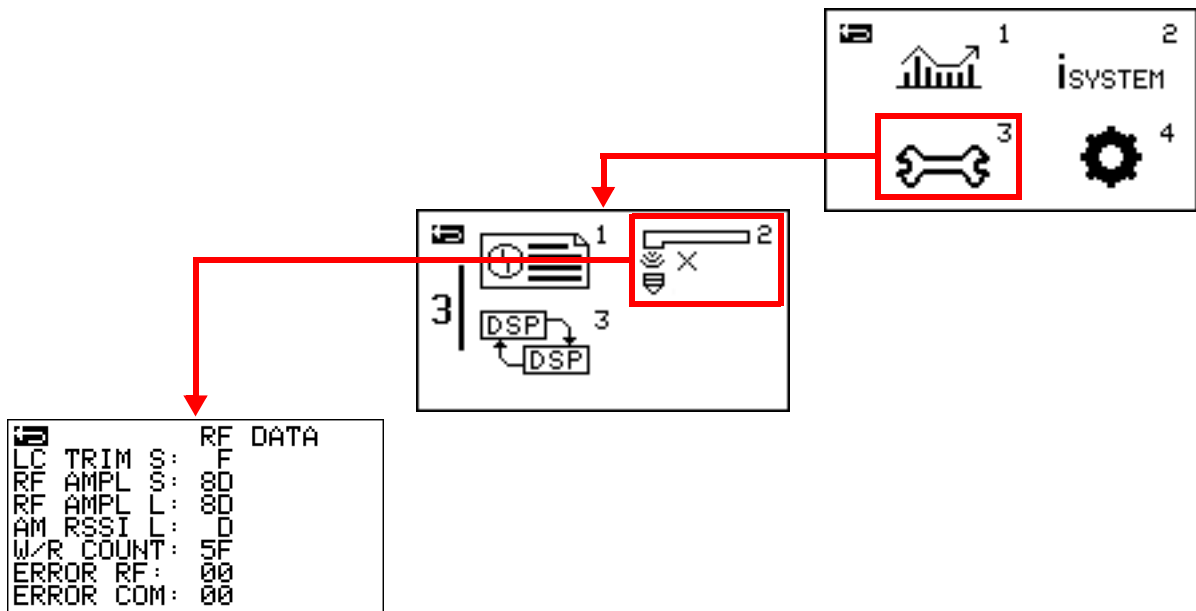 1
2
iSYSTEM
3
4
1
2
3
3
DSP
DSP
RF DATA
LC TRIM S: F
RF AMPL S: 8D
RF AMPL L: 8D
AM RSSI L: D
W/R COUNT: 5F
ERROR RF: 00
ERROR COM: 00